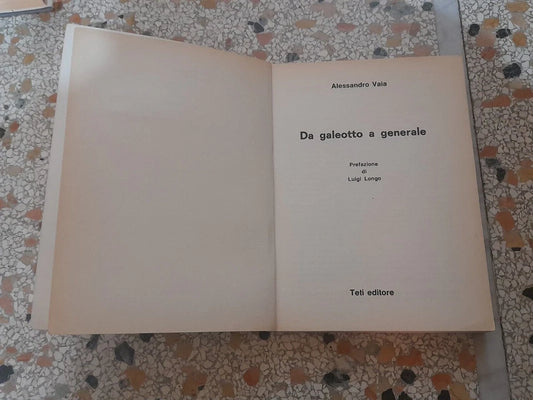 Alessandro Vaia
Da galeotto a generale
Prefazione
di
Luigi Longo
Teti editore